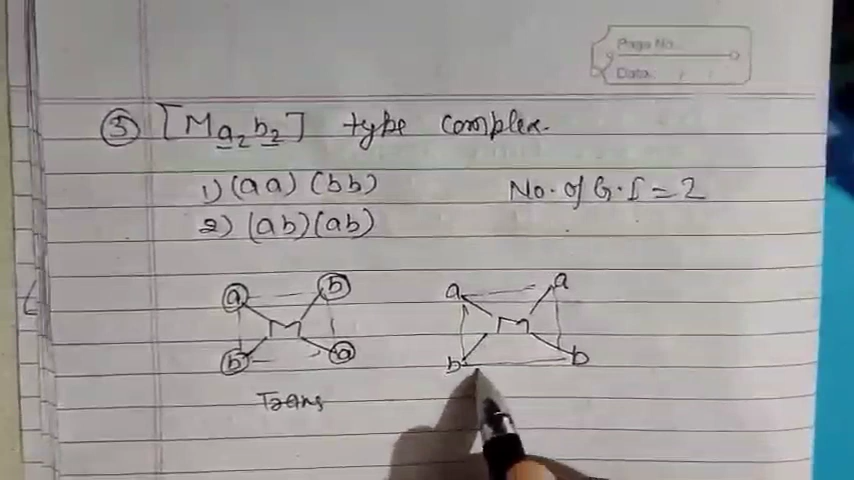 Page No.
Date
③ [Ma2b2] type complex.
1) (aa) (bb) No. of G.I = 2
2) (ab)(ab)
a b a a
M M
b a b b
Trans